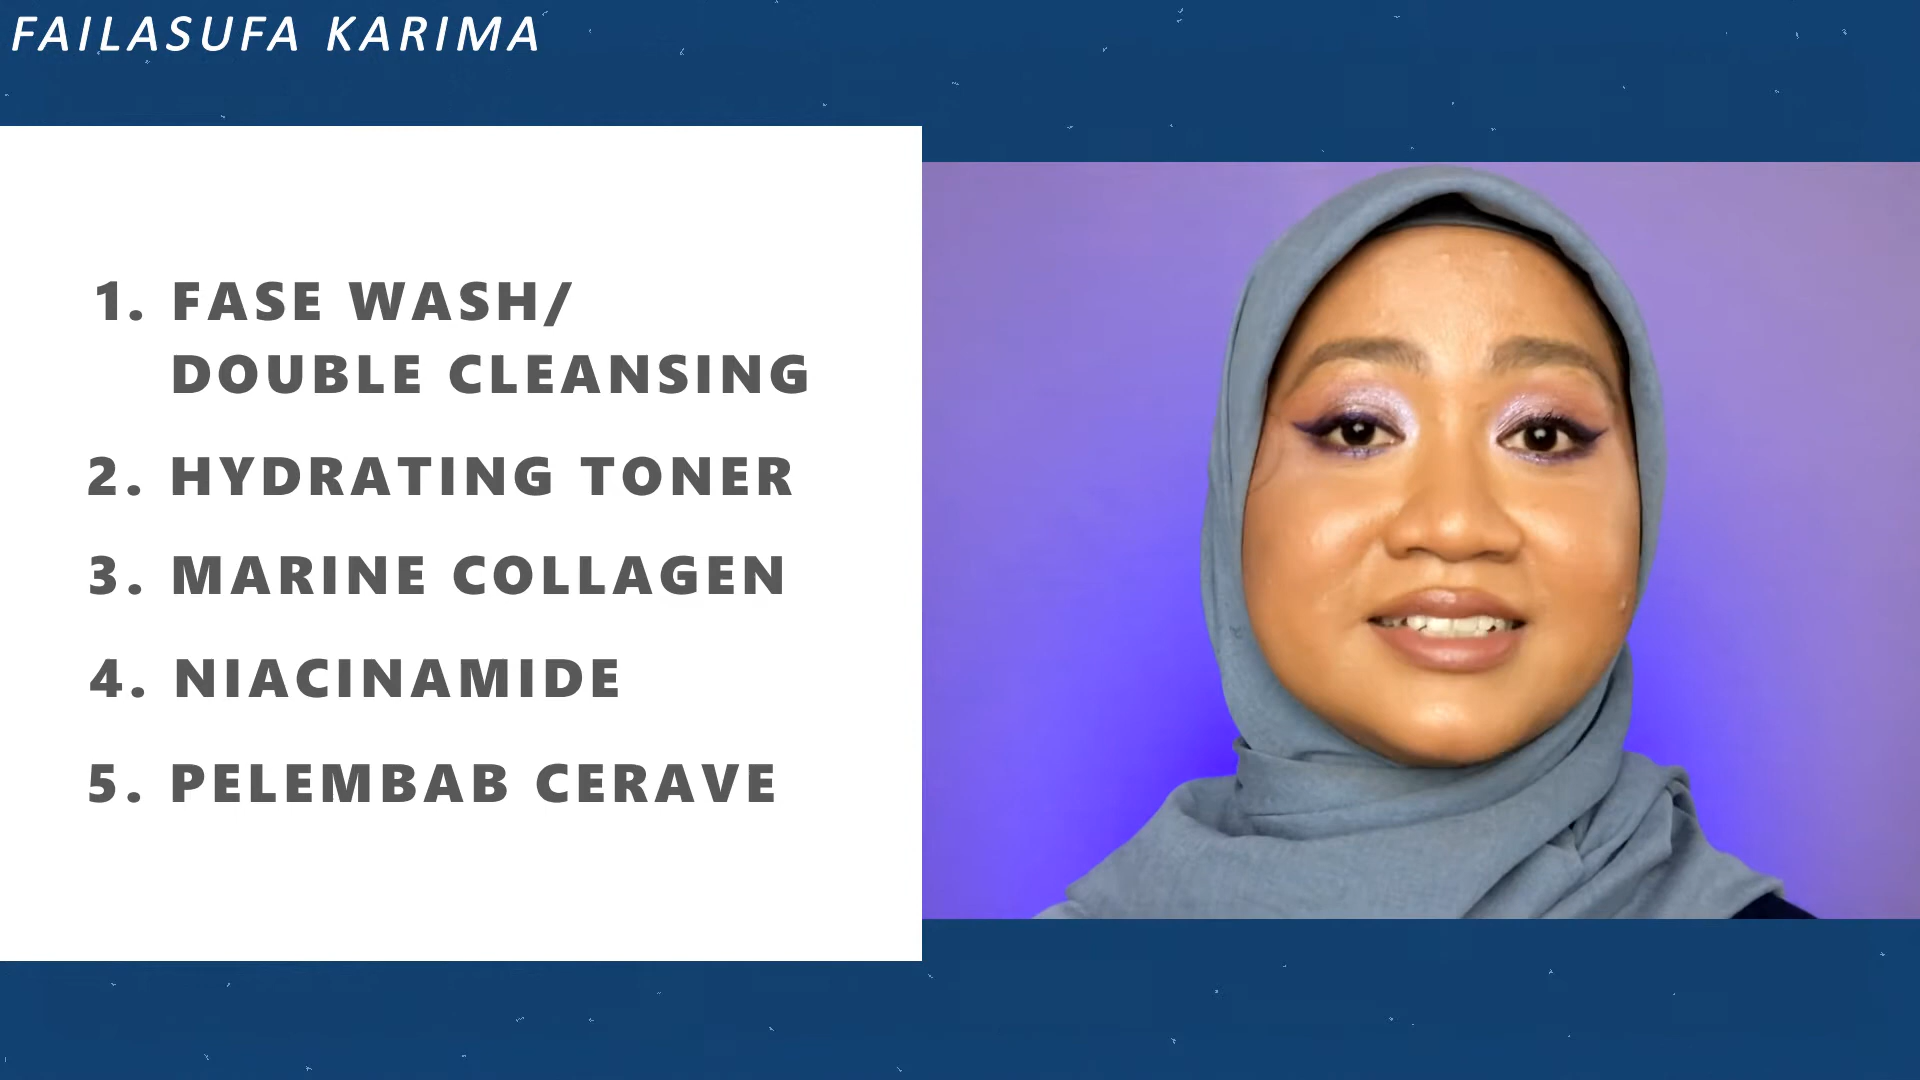 FAILASUFA KARIMA
1. FASE WASH/
DOUBLE CLEANSING
2. HYDRATING TONER
3. MARINE COLLAGEN
4. NIACINAMIDE
5. PELEMBAB CERAVE